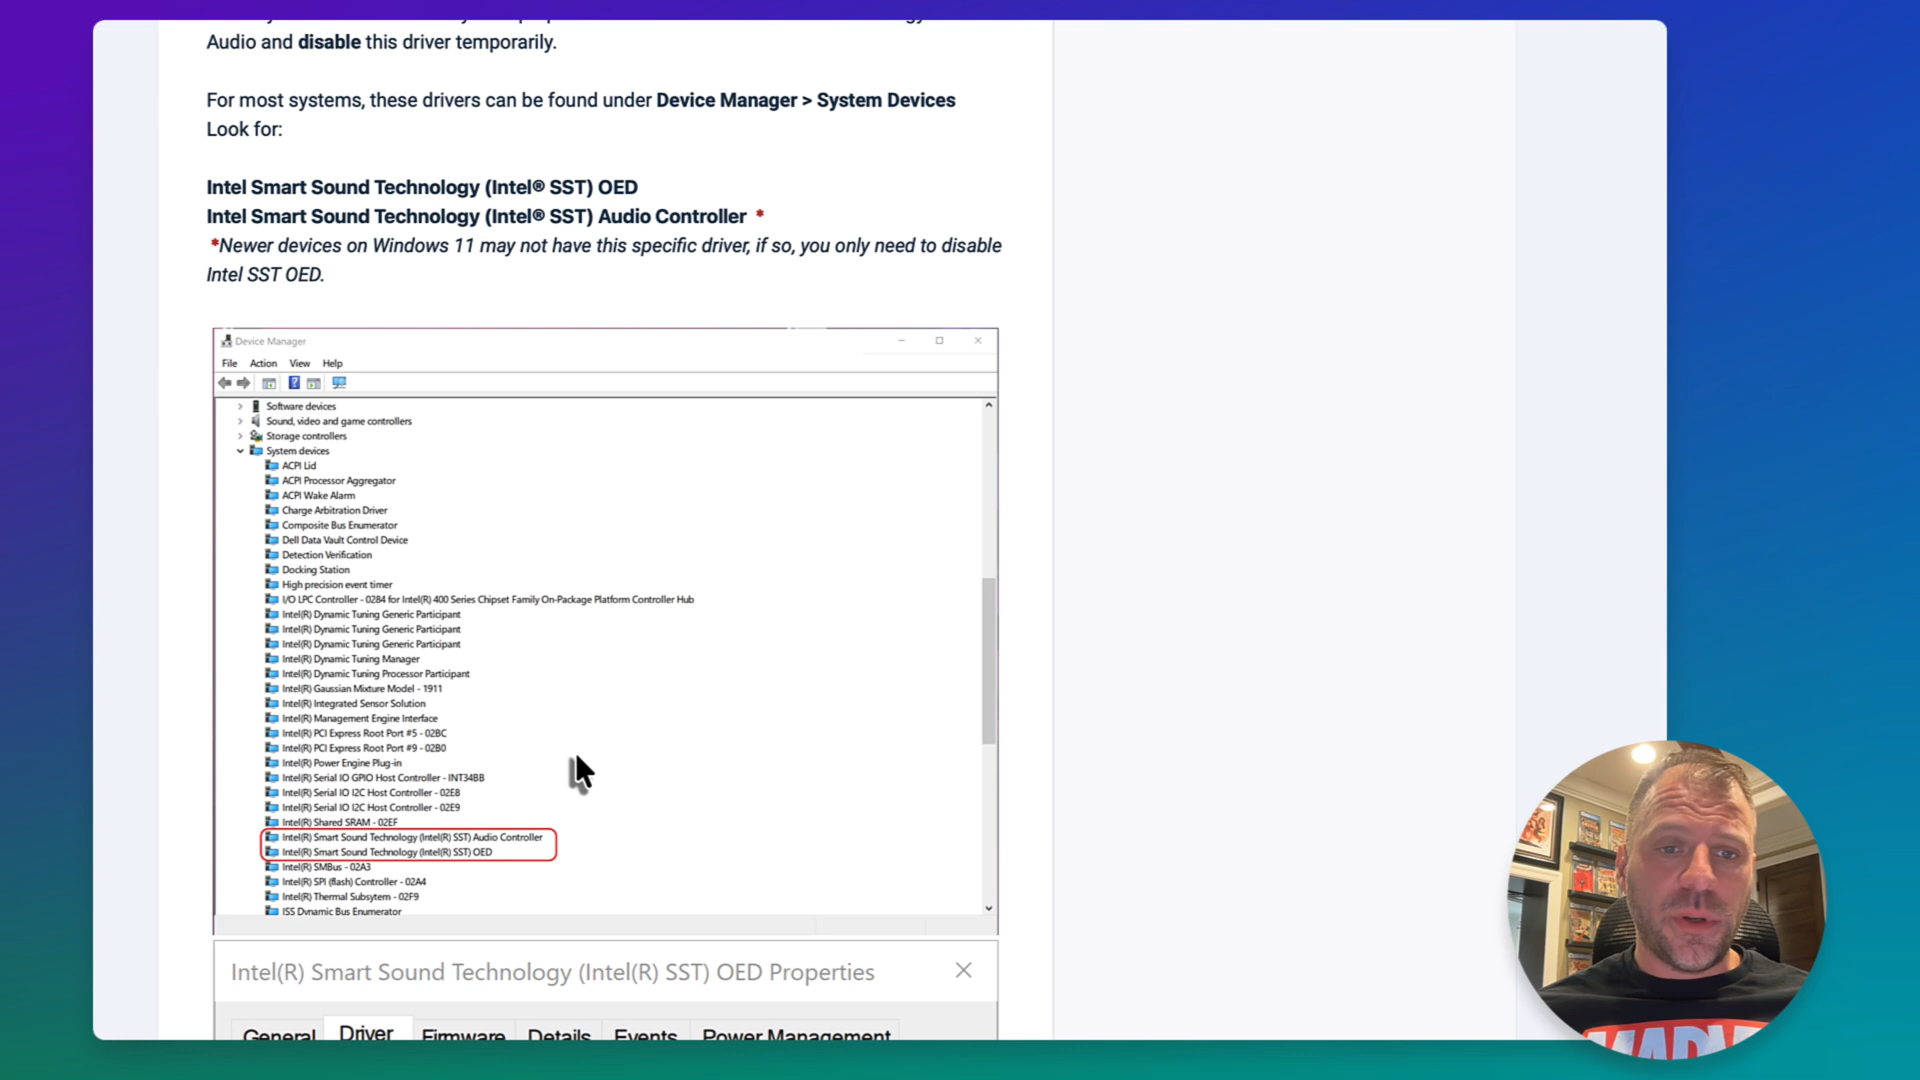 Audio and disable this driver temporarily.
For most systems, these drivers can be found under Device Manager > System Devices
Look for:
Intel Smart Sound Technology (Intel® SST) OED
Intel Smart Sound Technology (Intel® SST) Audio Controller *
*Newer devices on Windows 11 may not have this specific driver, if so, you only need to disable
Intel SST OED.
Device Manager
File Action View Help
Software devices
Sound, video and game controllers
Storage controllers
System devices
ACPI Lid
ACPI Processor Aggregator
ACPI Wake Alarm
Charge Arbitration Driver
Composite Bus Enumerator
Dell Data Vault Control Device
Detection Verification
Docking Station
High precision event timer
I/O LPC Controller - 0284 for Intel(R) 400 Series Chipset Family On-Package Platform Controller Hub
Intel(R) Dynamic Tuning Generic Participant
Intel(R) Dynamic Tuning Generic Participant
Intel(R) Dynamic Tuning Generic Participant
Intel(R) Dynamic Tuning Manager
Intel(R) Dynamic Tuning Processor Participant
Intel(R) Gaussian Mixture Model - 1911
Intel(R) Integrated Sensor Solution
Intel(R) Management Engine Interface
Intel(R) PCI Express Root Port #5 - 02BC
Intel(R) PCI Express Root Port #9 - 02B0
Intel(R) Power Engine Plug-in
Intel(R) Serial IO GPIO Host Controller - INT34BB
Intel(R) Serial IO I2C Host Controller - 02E8
Intel(R) Serial IO I2C Host Controller - 02E9
Intel(R) Shared SRAM - 02EF
Intel(R) Smart Sound Technology (Intel(R) SST) Audio Controller
Intel(R) Smart Sound Technology (Intel(R) SST) OED
Intel(R) SMBus - 02A3
Intel(R) SPI (flash) Controller - 02A4
Intel(R) Thermal Subsytem - 02F9
ISS Dynamic Bus Enumerator
Intel(R) Smart Sound Technology (Intel(R) SST) OED Properties
General Driver Firmware Details Events Power Management